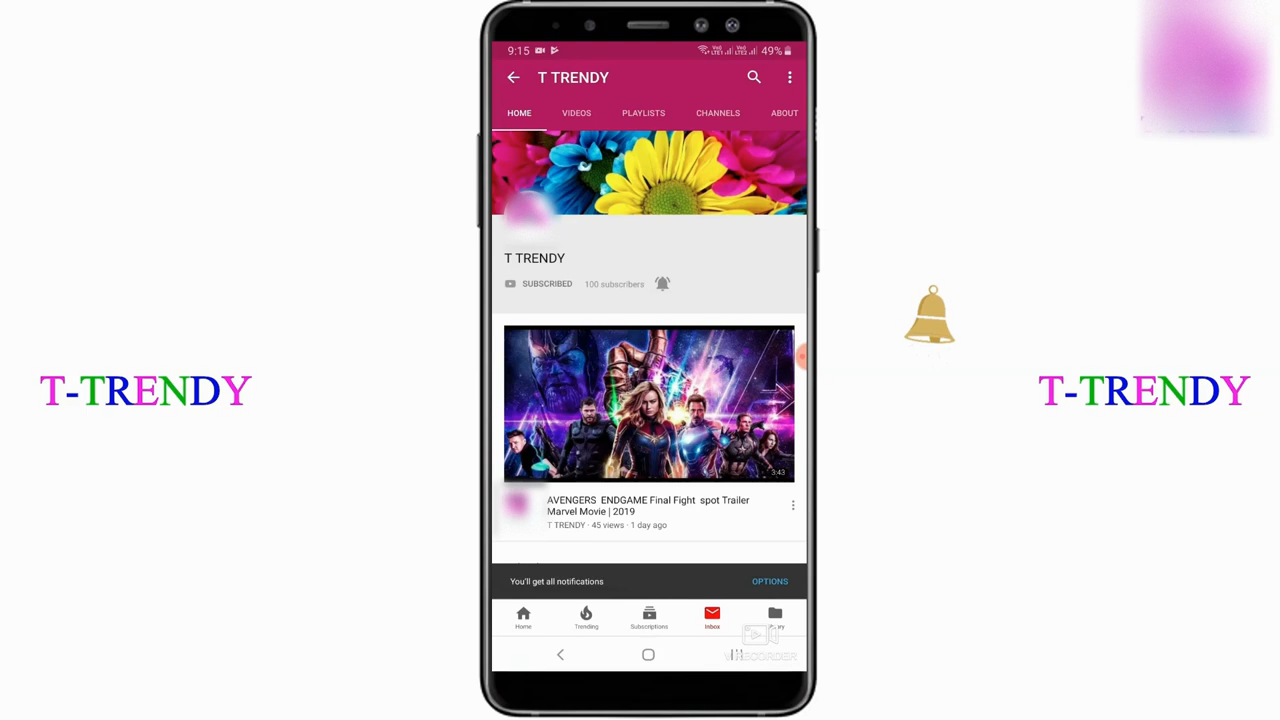 9:15 49%
T TRENDY
HOME VIDEOS PLAYLISTS CHANNELS ABOUT
T TRENDY
SUBSCRIBED 100 subscribers
T-TRENDY
T-TRENDY
3:43
AVENGERS ENDGAME Final Fight spot Trailer
Marvel Movie | 2019
T TRENDY · 45 views · 1 day ago
You'll get all notifications OPTIONS
Home Trending Subscriptions Inbox